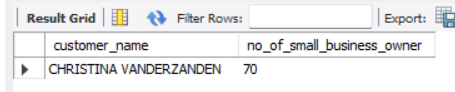 Result Grid Filter Rows: Export:
customer_name no_of_small_business_owner
CHRISTINA VANDERZANDEN 70